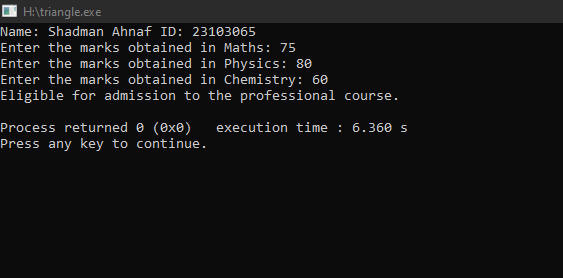 H:\triangle.exe
Name: Shadman Ahnaf ID: 23103065
Enter the marks obtained in Maths: 75
Enter the marks obtained in Physics: 80
Enter the marks obtained in Chemistry: 60
Eligible for admission to the professional course.
Process returned 0 (0x0)   execution time : 6.360 s
Press any key to continue.